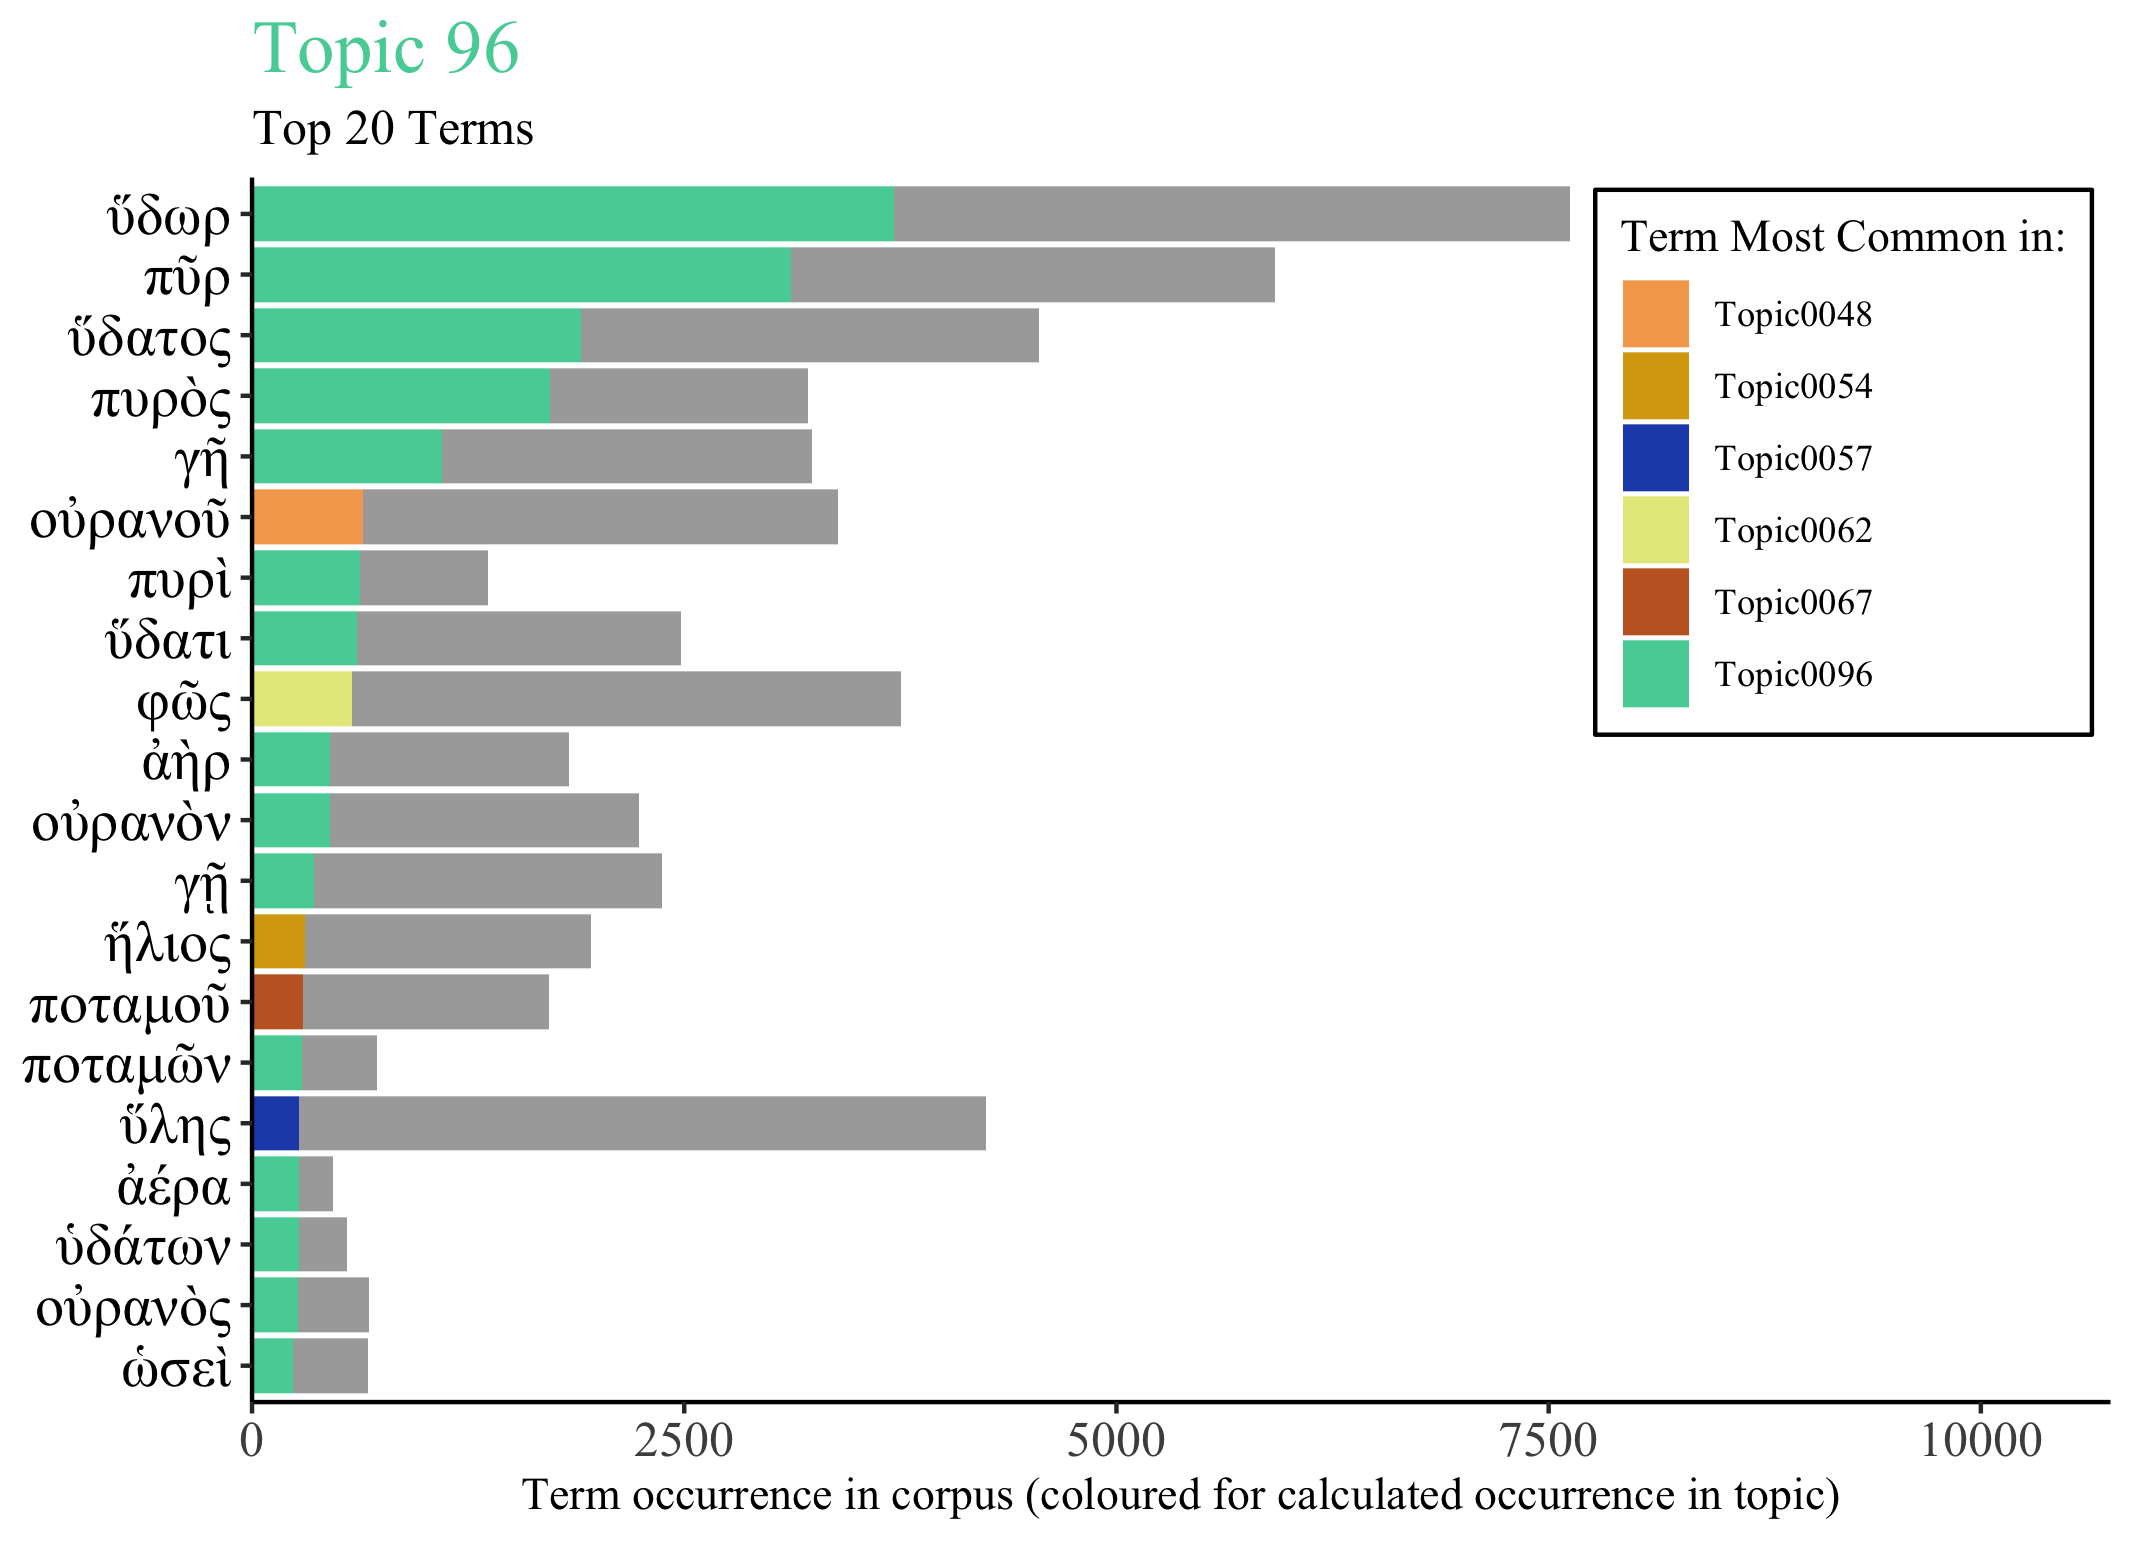 Topic 96
Top 20 Terms
ὕδωρ
πῦρ
ὕδατος
πυρὸς
γῆ
οὐρανοῦ
πυρὶ
ὕδατι
φῶς
ἀὴρ
οὐρανὸν
γῇ
ἥλιος
ποταμοῦ
ποταμῶν
ὕλης
ἀέρα
ὑδάτων
οὐρανὸς
ὡσεὶ
Term Most Common in:
Topic0048
Topic0054
Topic0057
Topic0062
Topic0067
Topic0096
0 2500 5000 7500 10000
Term occurrence in corpus (coloured for calculated occurrence in topic)